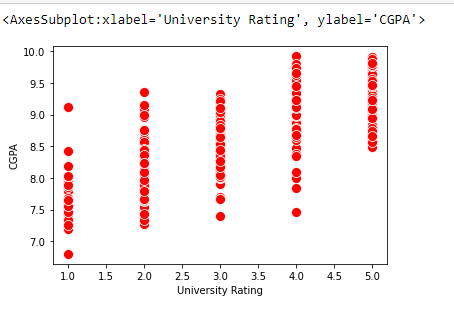 <AxesSubplot:xlabel='University Rating', ylabel='CGPA'>
10.0
9.5
9.0
8.5
8.0
7.5
7.0
CGPA
1.0 1.5 2.0 2.5 3.0 3.5 4.0 4.5 5.0
University Rating